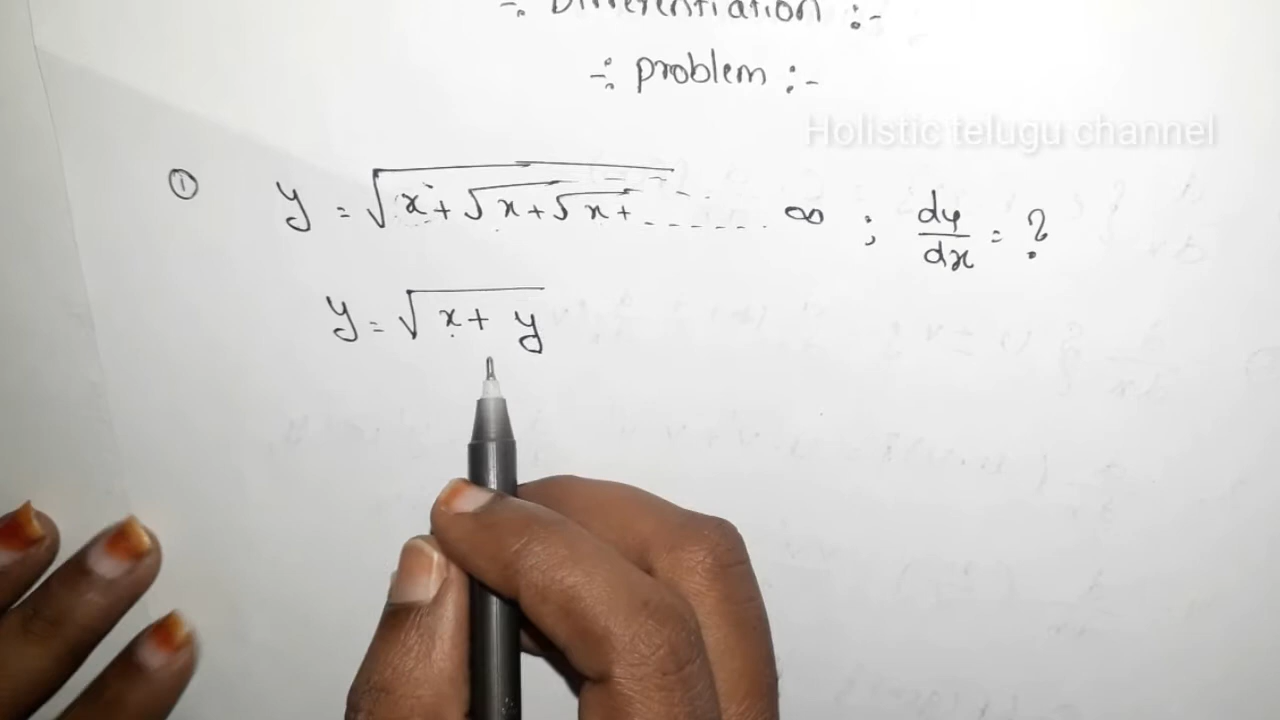 -: Differentiation :-
-: problem :-
Holistic telugu channel
① y = √x + √x + √x + ....... ∞ ; dy/dx = ?
y = √x + y